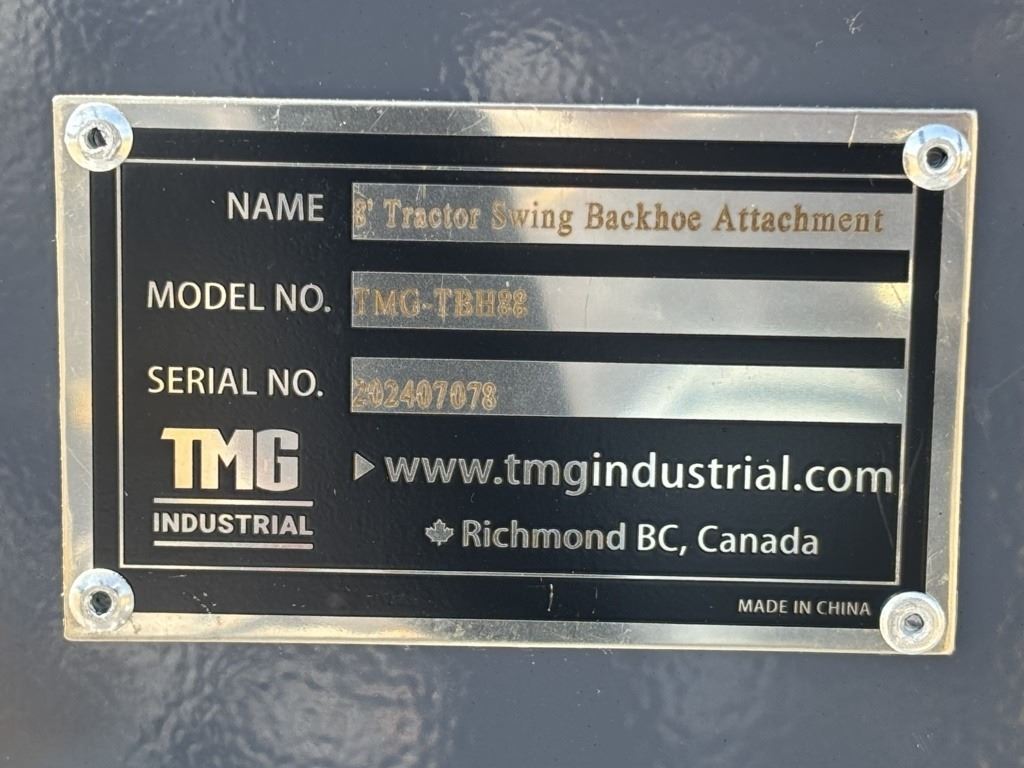 NAME 8' Tractor Swing Backhoe Attachment
MODEL NO. TMG-TBH88
SERIAL NO. 202407078
TMG
INDUSTRIAL
www.tmgindustrial.com
Richmond BC, Canada
MADE IN CHINA